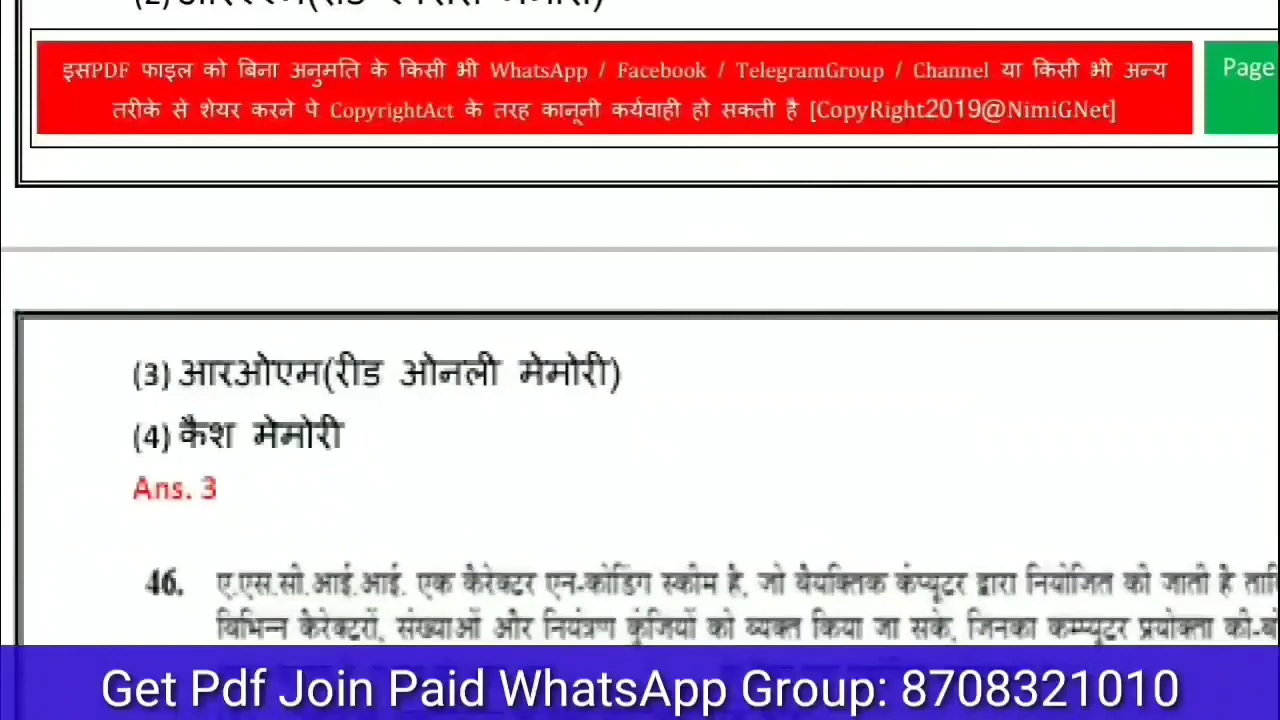 इसPDF फाइल को बिना अनुमति के किसी भी WhatsApp / Facebook / TelegramGroup / Channel या किसी भी अन्य
तरीके से शेयर करने पे CopyrightAct के तरह कानूनी कर्यवाही हो सकती है [CopyRight2019@NimiGNet]
Page
(3) आरओएम(रीड ओनली मेमोरी)
(4) कैश मेमोरी
Ans. 3
46. ए.एस.सी.आई.आई. एक कैरेक्टर एन-कोडिंग स्कीम है, जो वैयक्तिक कंप्यूटर द्वारा नियोजित की जाती है
विभिन्न कैरेक्टरों, संख्याओं और नियंत्रण कुंजियों को व्यक्त किया जा सके, जिनका कम्प्यूटर प्रयोक्ता
Get Pdf Join Paid WhatsApp Group: 8708321010